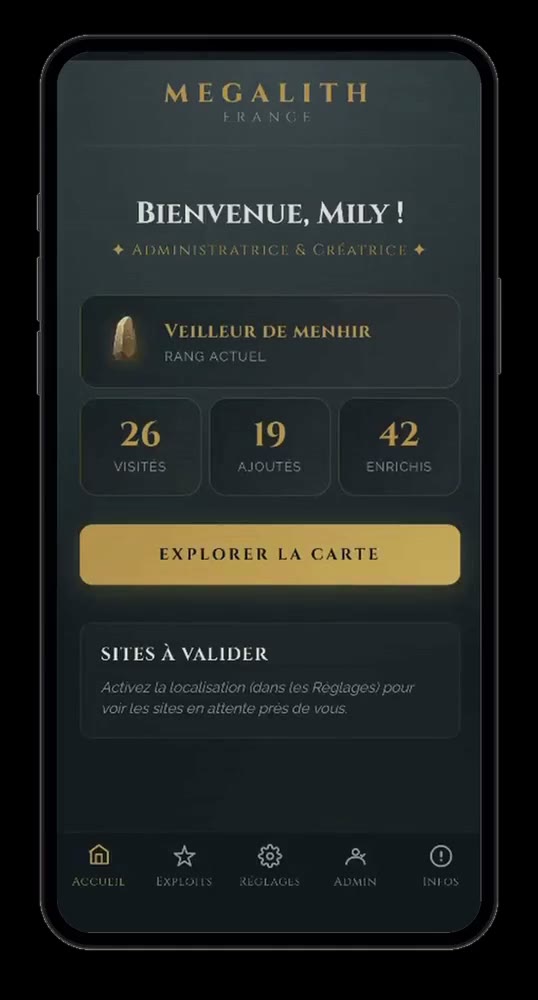 MEGALITH
FRANCE
BIENVENUE, MILY !
✦ ADMINISTRATRICE & CRÉATRICE ✦
VEILLEUR DE MENHIR
RANG ACTUEL
26 19 42
VISITÉS AJOUTÉS ENRICHIS
EXPLORER LA CARTE
SITES À VALIDER
Activez la localisation (dans les Réglages) pour
voir les sites en attente près de vous.
ACCUEIL EXPLOITS RÉGLAGES ADMIN INFOS